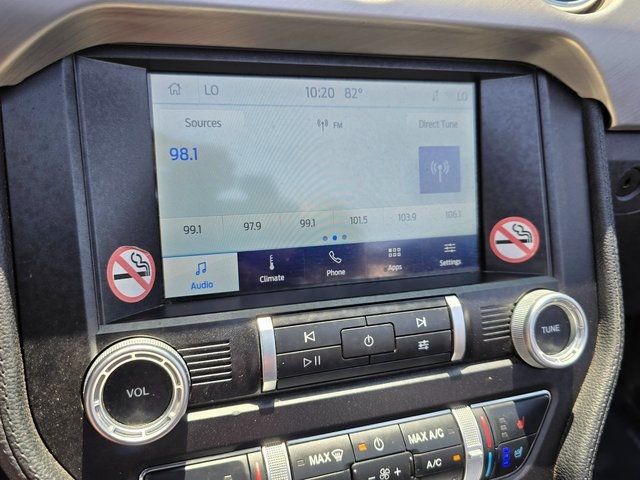 LO 10:20 82° LO
Sources FM Direct Tune
98.1
99.1 97.9 99.1 101.5 103.9 106.1
Audio Climate Phone Apps Settings
VOL
TUNE
MAX MAX A/C
A/C